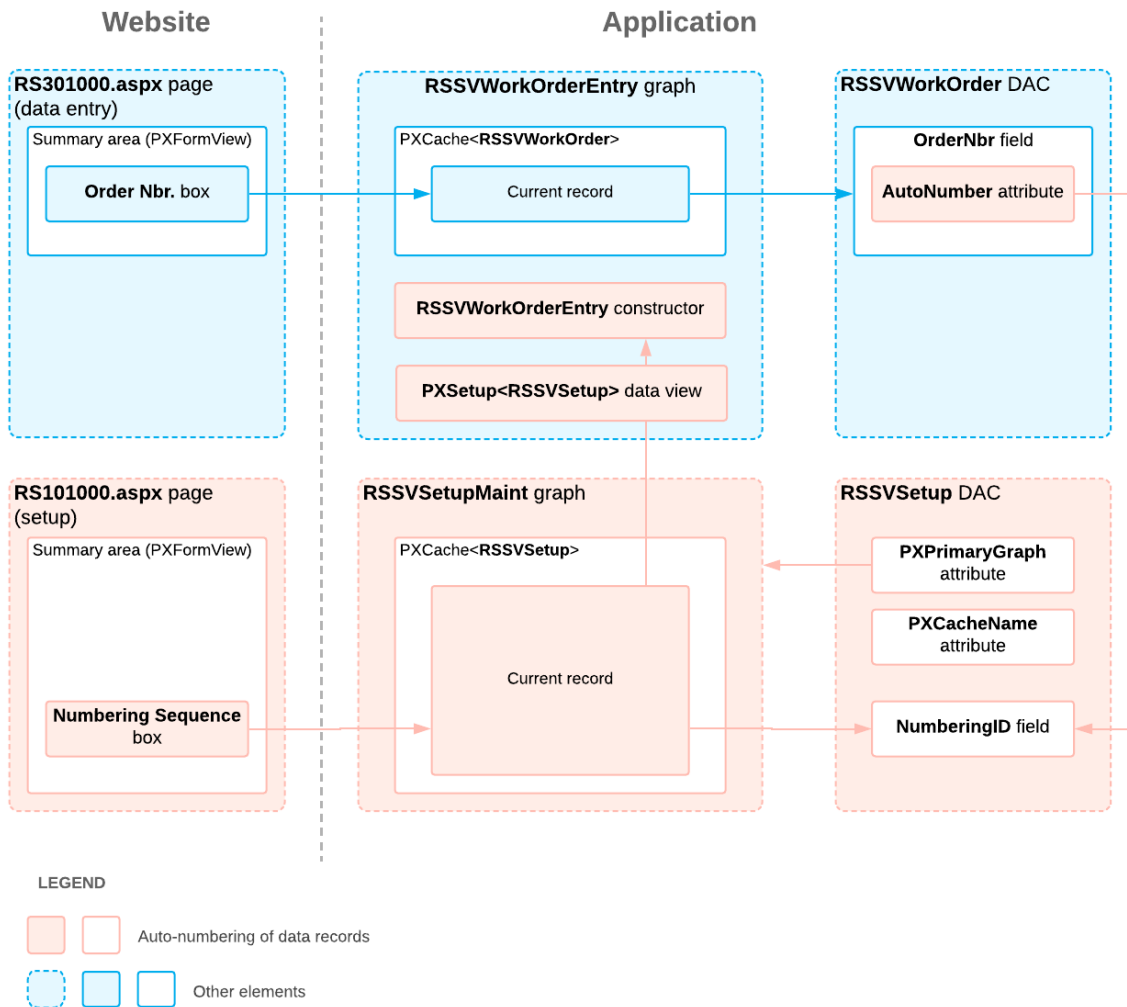 Website
Application
RS301000.aspx page
(data entry)
Summary area (PXFormView)
Order Nbr. box
RSSVWorkOrderEntry graph
PXCache<RSSVWorkOrder>
Current record
RSSVWorkOrderEntry constructor
PXSetup<RSSVSetup> data view
RSSVWorkOrder DAC
OrderNbr field
AutoNumber attribute
RS101000.aspx page
(setup)
Summary area (PXFormView)
Numbering Sequence
box
RSSVSetupMaint graph
PXCache<RSSVSetup>
Current record
RSSVSetup DAC
PXPrimaryGraph
attribute
PXCacheName
attribute
NumberingID field
LEGEND
Auto-numbering of data records
Other elements